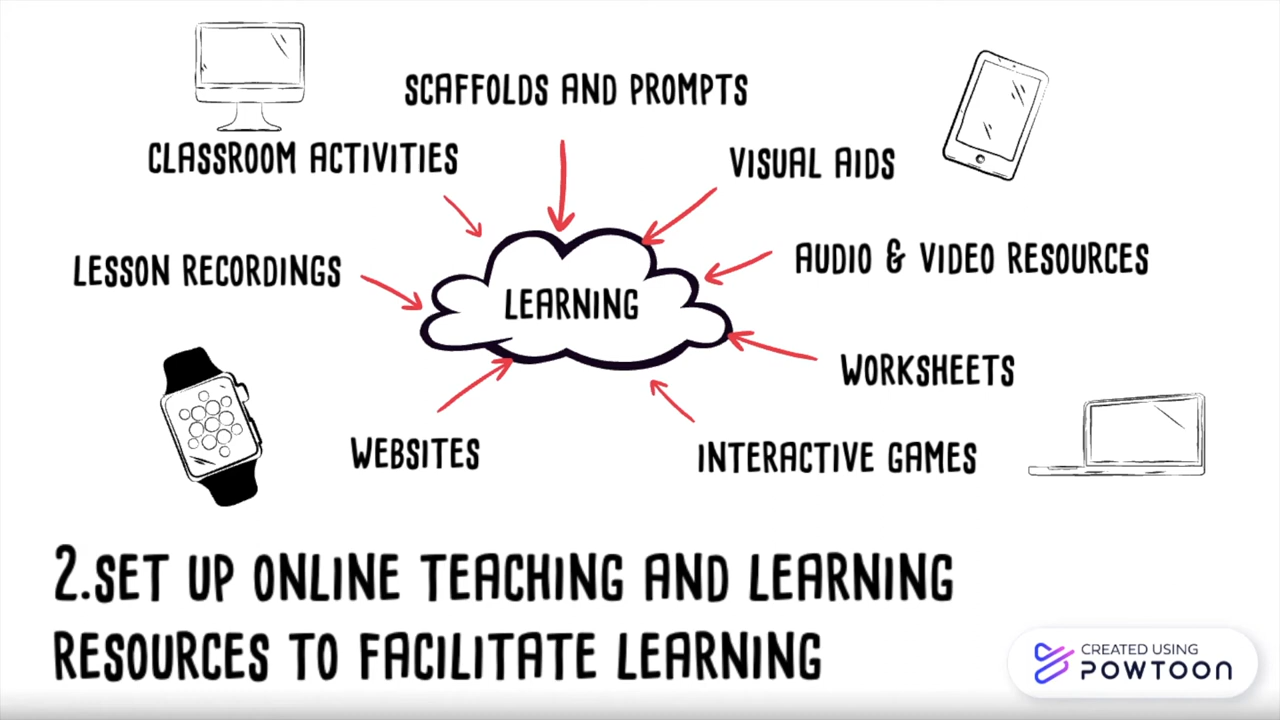 SCAFFOLDS AND PROMPTS
CLASSROOM ACTIVITIES
VISUAL AIDS
LESSON RECORDINGS
AUDIO & VIDEO RESOURCES
LEARNING
WORKSHEETS
WEBSITES
INTERACTIVE GAMES
2.SET UP ONLINE TEACHING AND LEARNING
RESOURCES TO FACILITATE LEARNING
CREATED USING
POWTOON